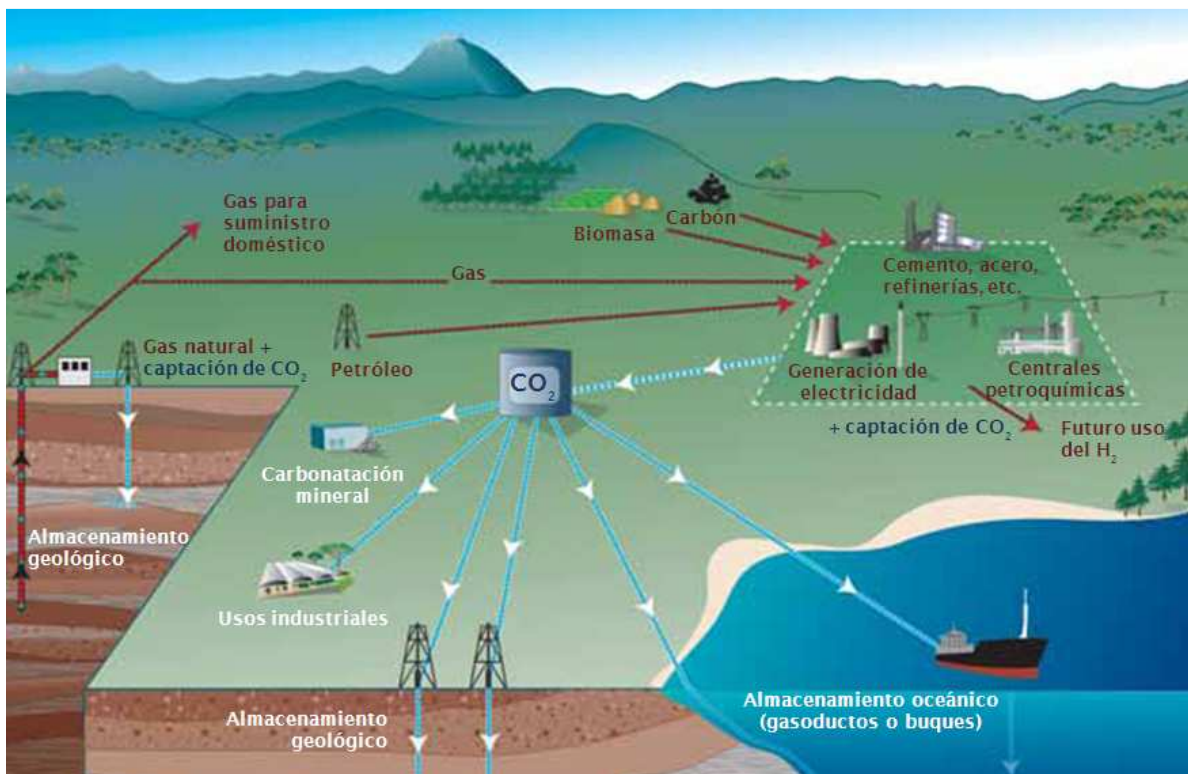 Gas para
suministro
doméstico
Carbón
Biomasa
Gas
Cemento, acero,
refinerías, etc.
Gas natural +
captación de CO₂
Petróleo
CO₂
Generación de
electricidad
Centrales
petroquímicas
+ captación de CO₂
Futuro uso
del H₂
Carbonatación
mineral
Almacenamiento
geológico
Usos industriales
Almacenamiento
geológico
Almacenamiento oceánico
(gasoductos o buques)